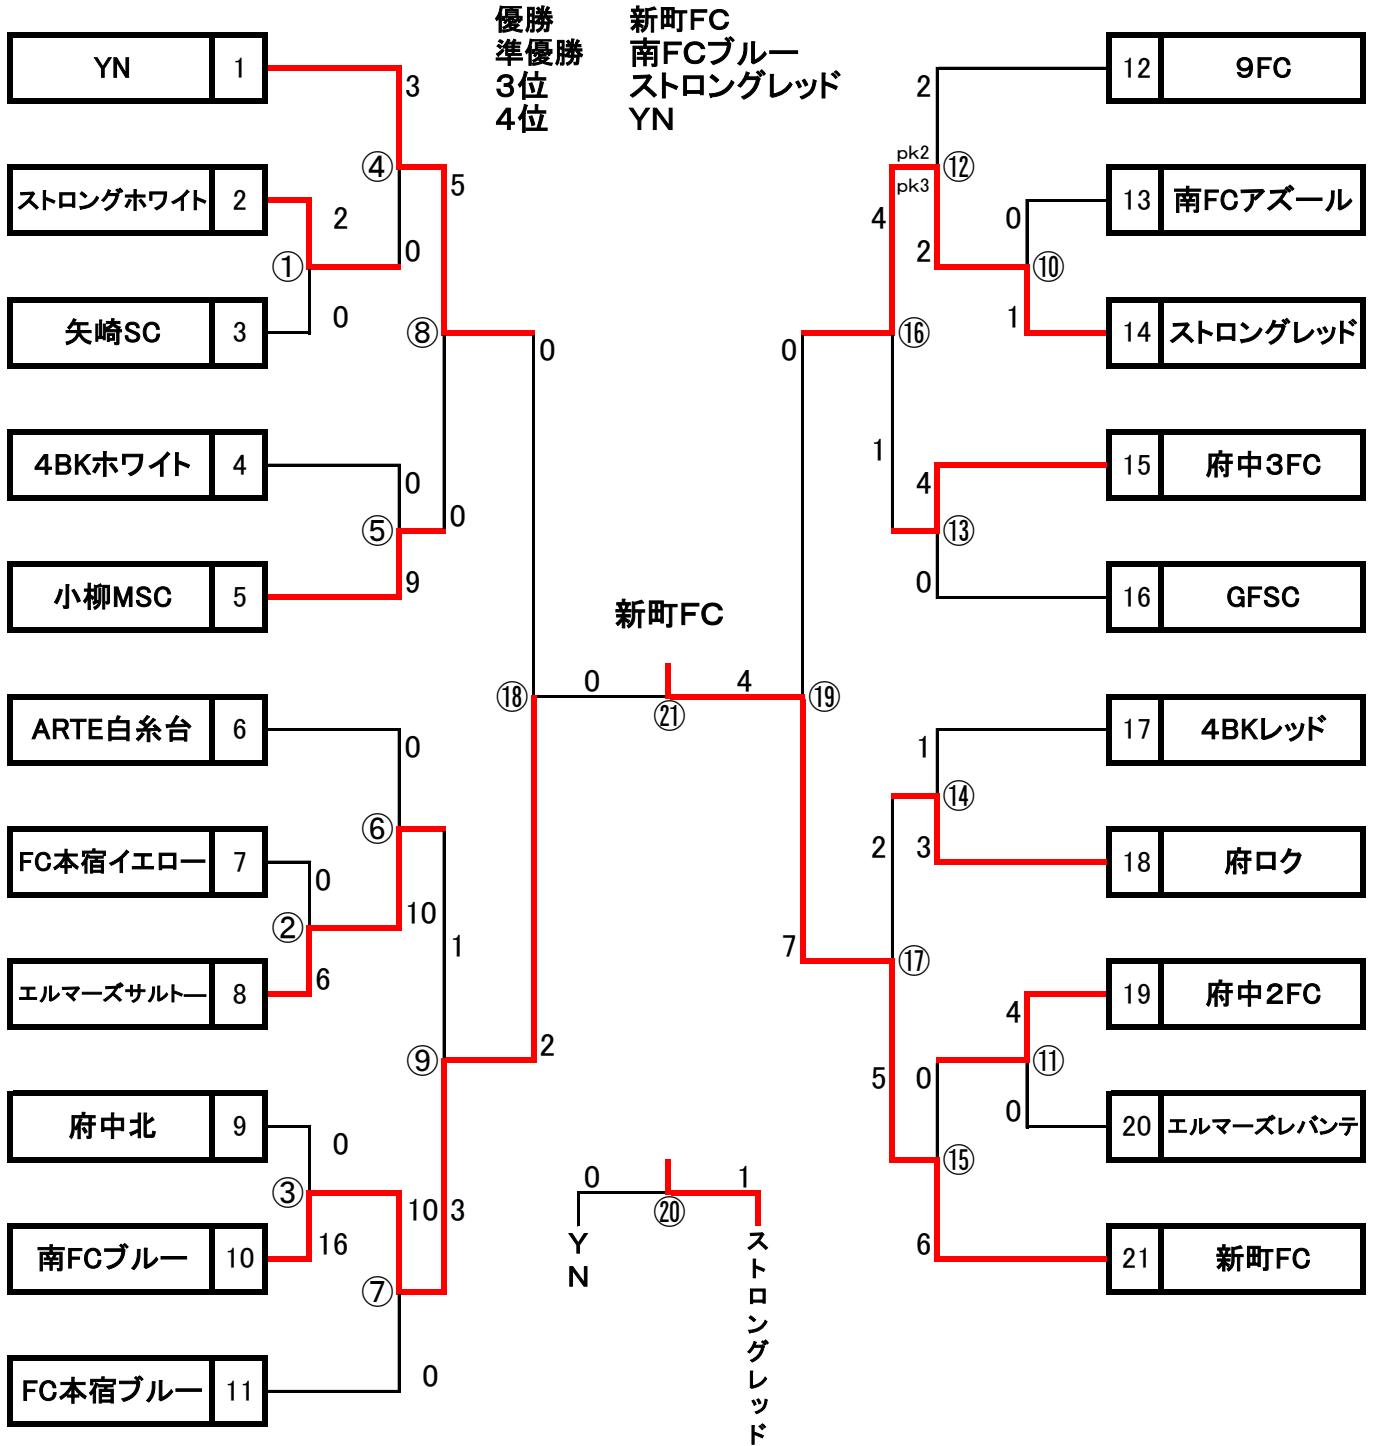 優勝 新町FC
準優勝 南FCブルー
3位 ストロングレッド
4位 YN
YN 1
3
④
5
ストロングホワイト 2
2
①
0
矢崎SC 3
0
⑧
0
4BKホワイト 4
0
⑤
0
小柳MSC 5
9
ARTE白糸台 6
0
⑥
FC本宿イエロー 7
0
②
10
1
エルマーズサルトー 8
6
⑨
2
府中北 9
0
③
10
3
南FCブルー 10
16
⑦
FC本宿ブルー 11
0
新町FC
⑱
0
4
㉑
⑲
0
1
⑳
YN
ストロングレッド
12 9FC
2
pk2
⑫
pk3
4
2
13 南FCアズール
0
⑩
14 ストロングレッド
1
⑯
0
1
15 府中3FC
4
⑬
16 GFSC
0
17 4BKレッド
1
⑭
2
18 府ロク
3
7
⑰
19 府中2FC
4
⑪
5
0
20 エルマーズレバンテ
0
⑮
21 新町FC
6